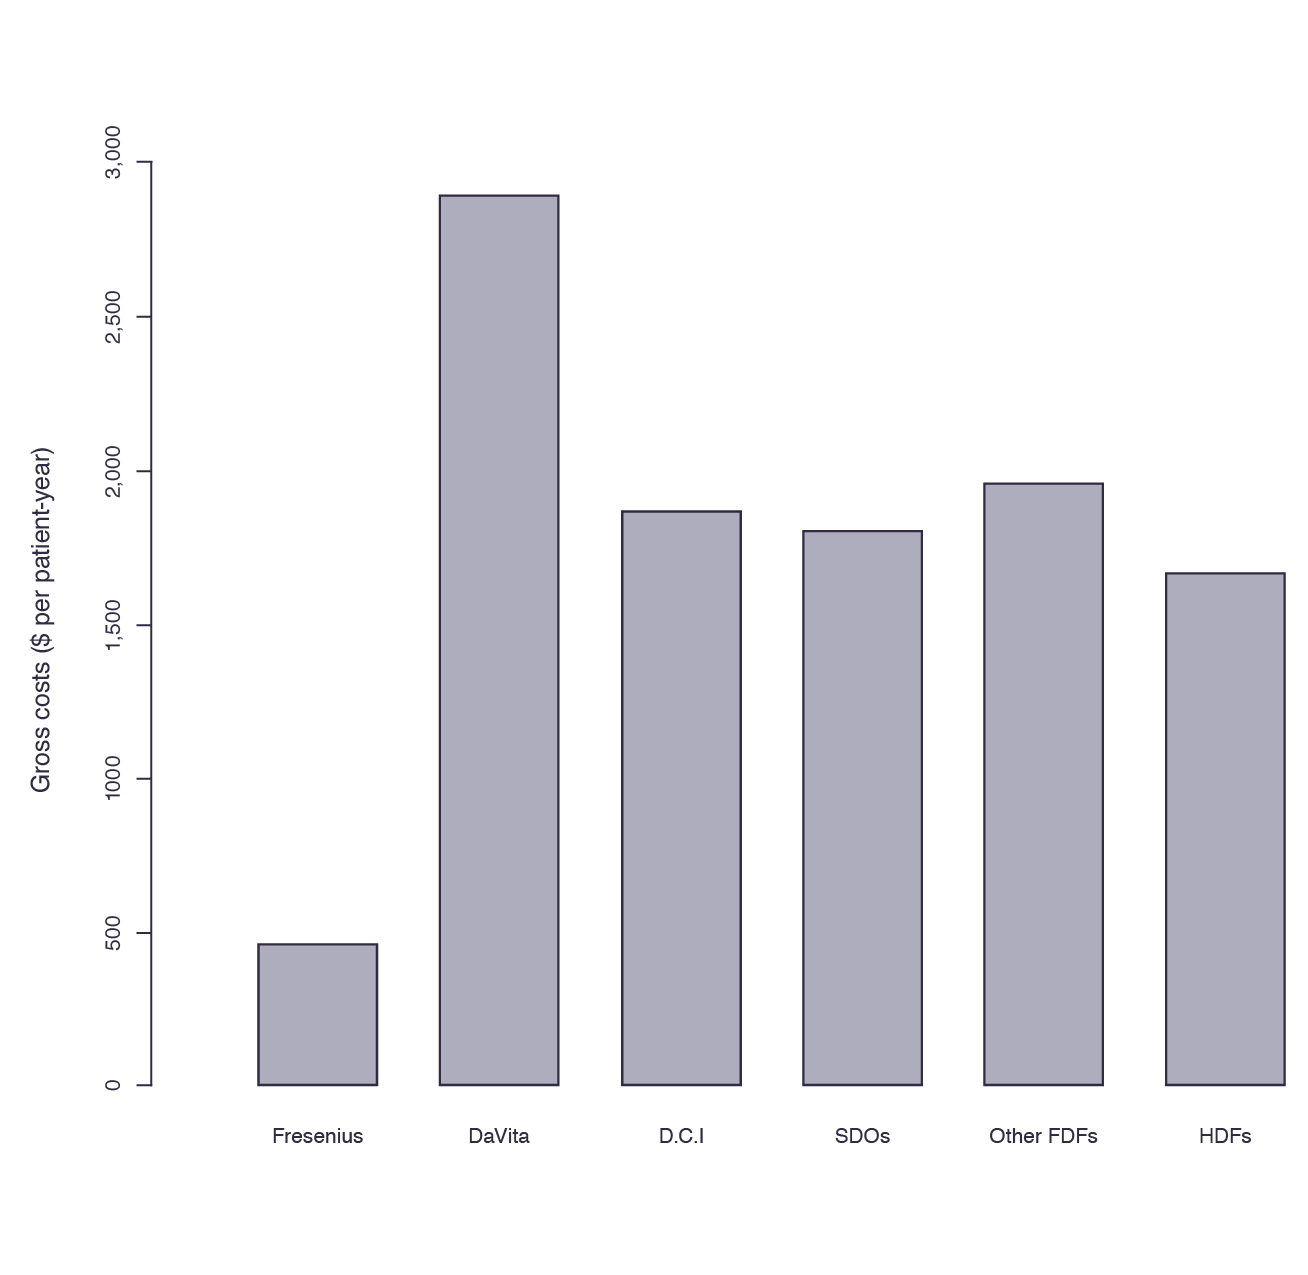 Gross costs ($ per patient-year)
3,000
2,500
2,000
1,500
1000
500
0
Fresenius
DaVita
D.C.I
SDOs
Other FDFs
HDFs